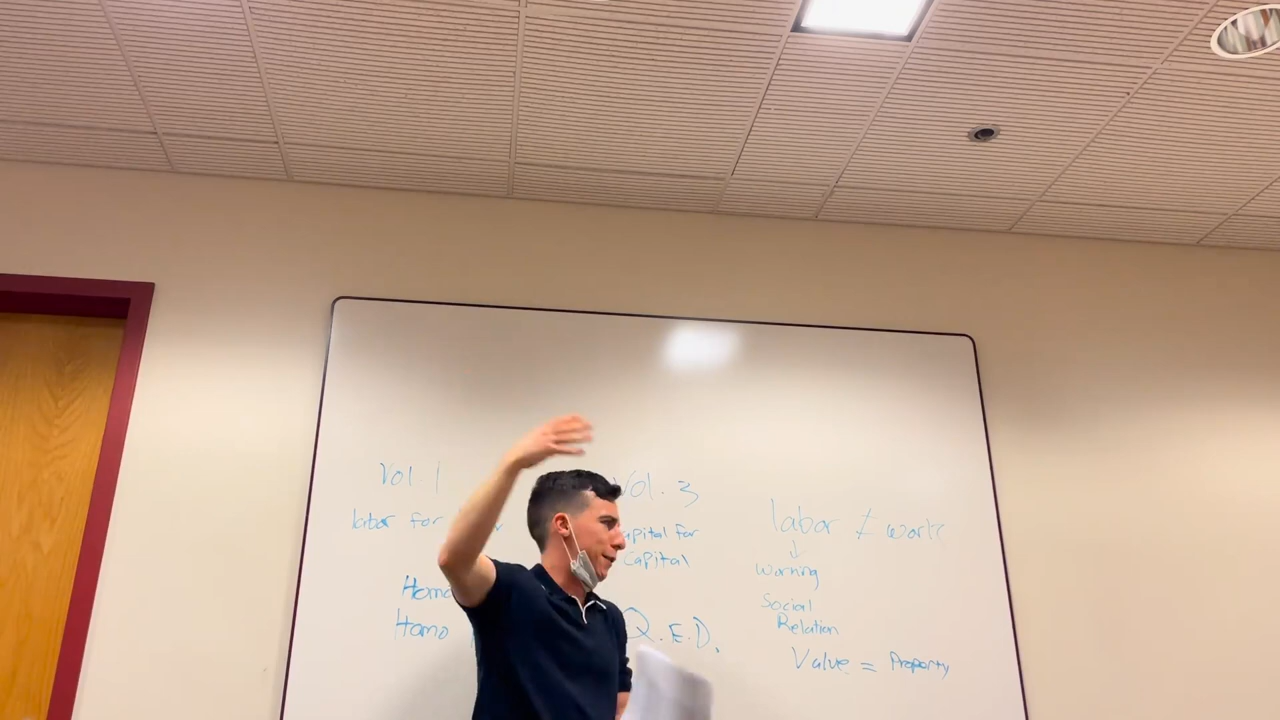 Vol. 1
labor for
Homo
Homo
Vol. 3
capital for
Capital
Q.E.D.
labor ≠ work
↓
Working
Social
Relation
Value = Property